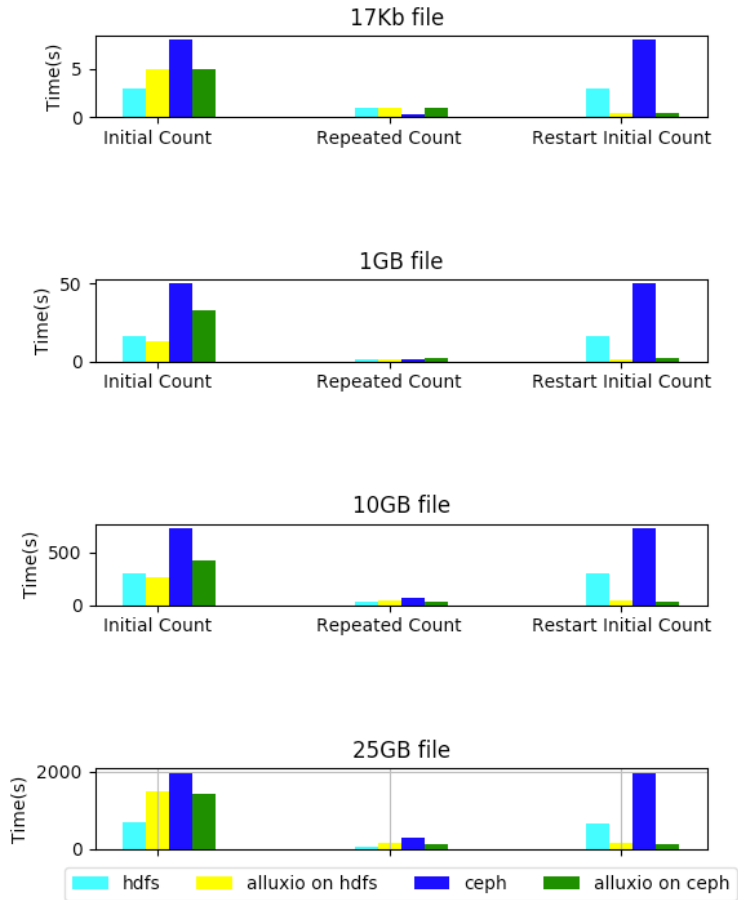 17Kb file
Time(s)
5
0
Initial Count Repeated Count Restart Initial Count
1GB file
Time(s)
50
0
Initial Count Repeated Count Restart Initial Count
10GB file
Time(s)
500
0
Initial Count Repeated Count Restart Initial Count
25GB file
Time(s)
2000
0
hdfs alluxio on hdfs ceph alluxio on ceph